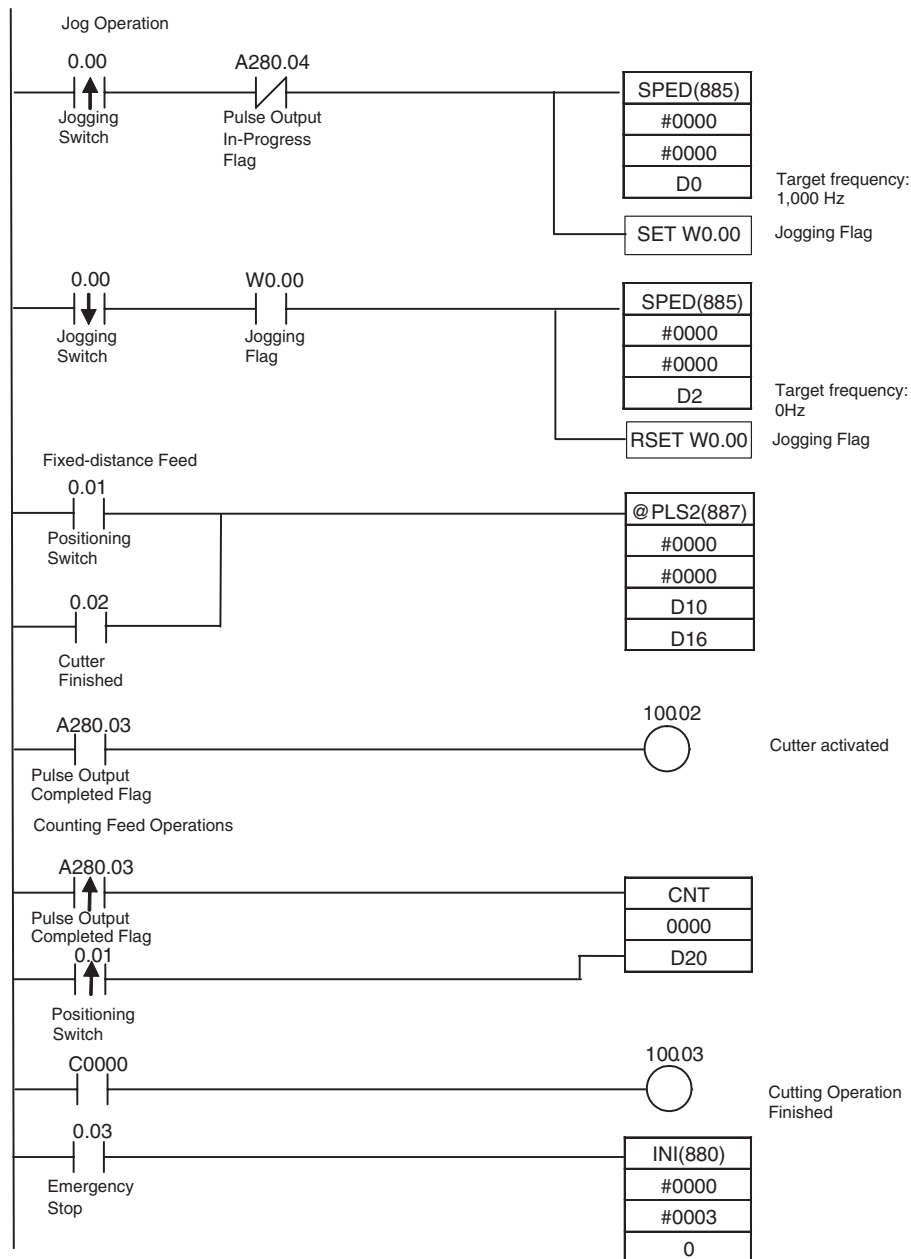 Jog Operation
0.00
A280.04
Jogging
Switch
Pulse Output
In-Progress
Flag
SPED(885)
#0000
#0000
D0
Target frequency:
1,000 Hz
SET W0.00
Jogging Flag
0.00
W0.00
Jogging
Switch
Jogging
Flag
SPED(885)
#0000
#0000
D2
Target frequency:
0Hz
RSET W0.00
Jogging Flag
Fixed-distance Feed
0.01
Positioning
Switch
@PLS2(887)
#0000
#0000
D10
D16
0.02
Cutter
Finished
A280.03
Pulse Output
Completed Flag
100.02
Cutter activated
Counting Feed Operations
A280.03
Pulse Output
Completed Flag
CNT
0000
D20
0.01
Positioning
Switch
C0000
100.03
Cutting Operation
Finished
0.03
Emergency
Stop
INI(880)
#0000
#0003
0